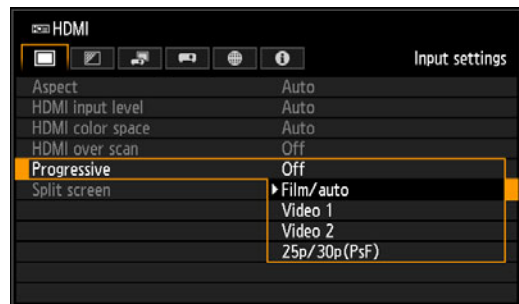 HDMI
Input settings
Aspect Auto
HDMI input level Auto
HDMI color space Auto
HDMI over scan Off
Progressive Off
Split screen Film/auto
Video 1
Video 2
25p/30p(PsF)